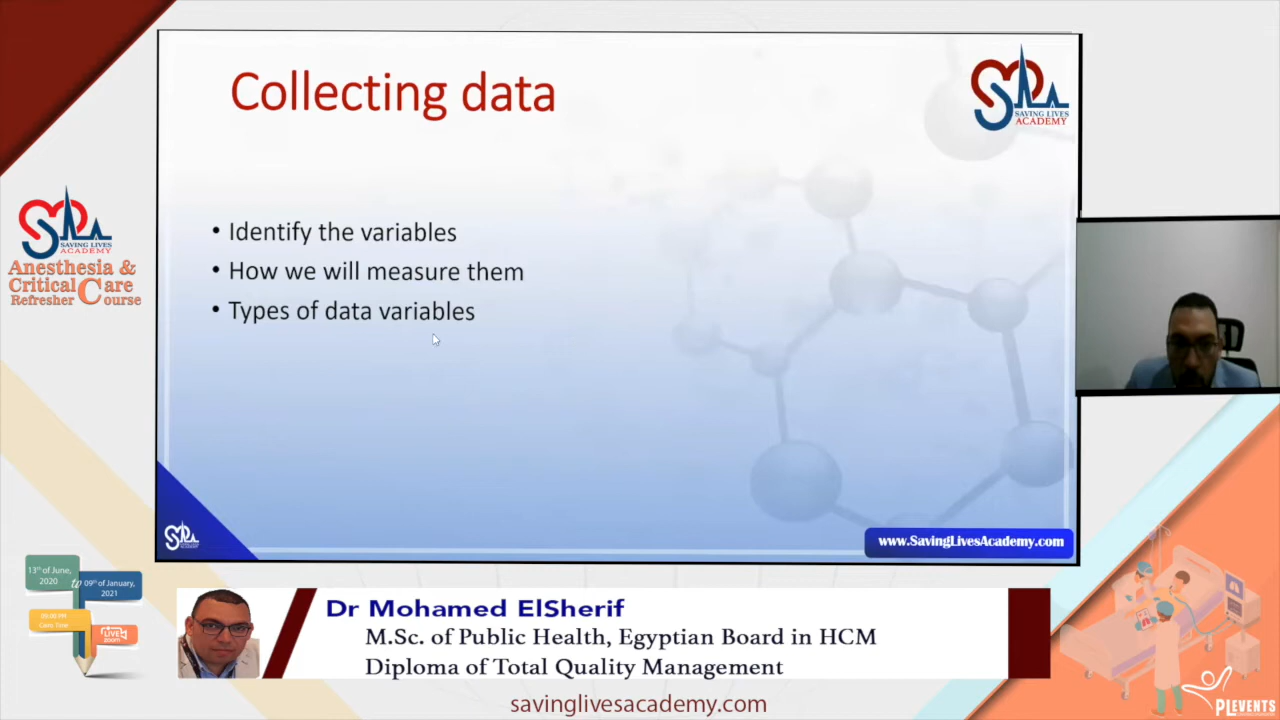 Collecting data
SAVING LIVES
ACADEMY
• Identify the variables
• How we will measure them
• Types of data variables
www.SavingLivesAcademy.com
SAVING LIVES
ACADEMY
Anesthesia &
Critical Care
Refresher Course
13th of June,
2020
to
09th of January,
2021
LIVE
zoom
Dr Mohamed ElSherif
M.Sc. of Public Health, Egyptian Board in HCM
Diploma of Total Quality Management
savinglivesacademy.com
PLEVENTS